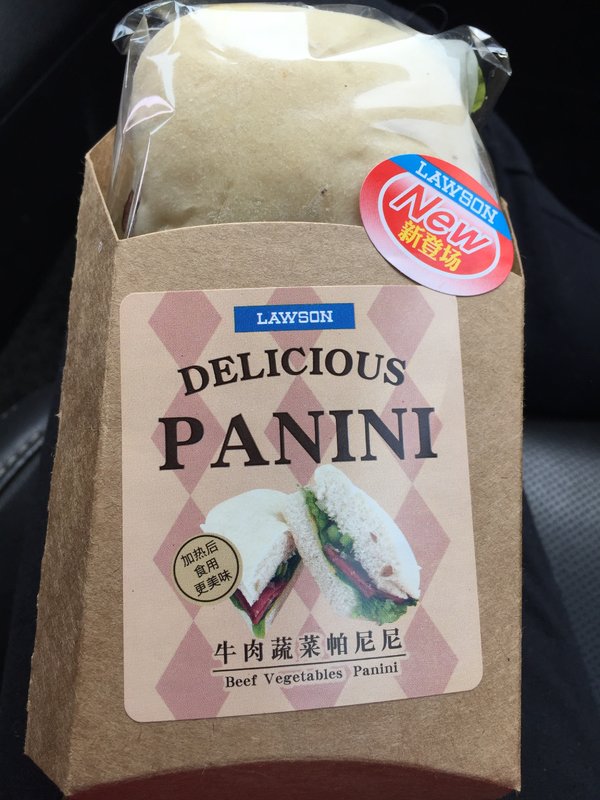 LAWSON
New
新登场
LAWSON
DELICIOUS
PANINI
加热后
食用
更美味
牛肉蔬菜帕尼尼
Beef Vegetables Panini